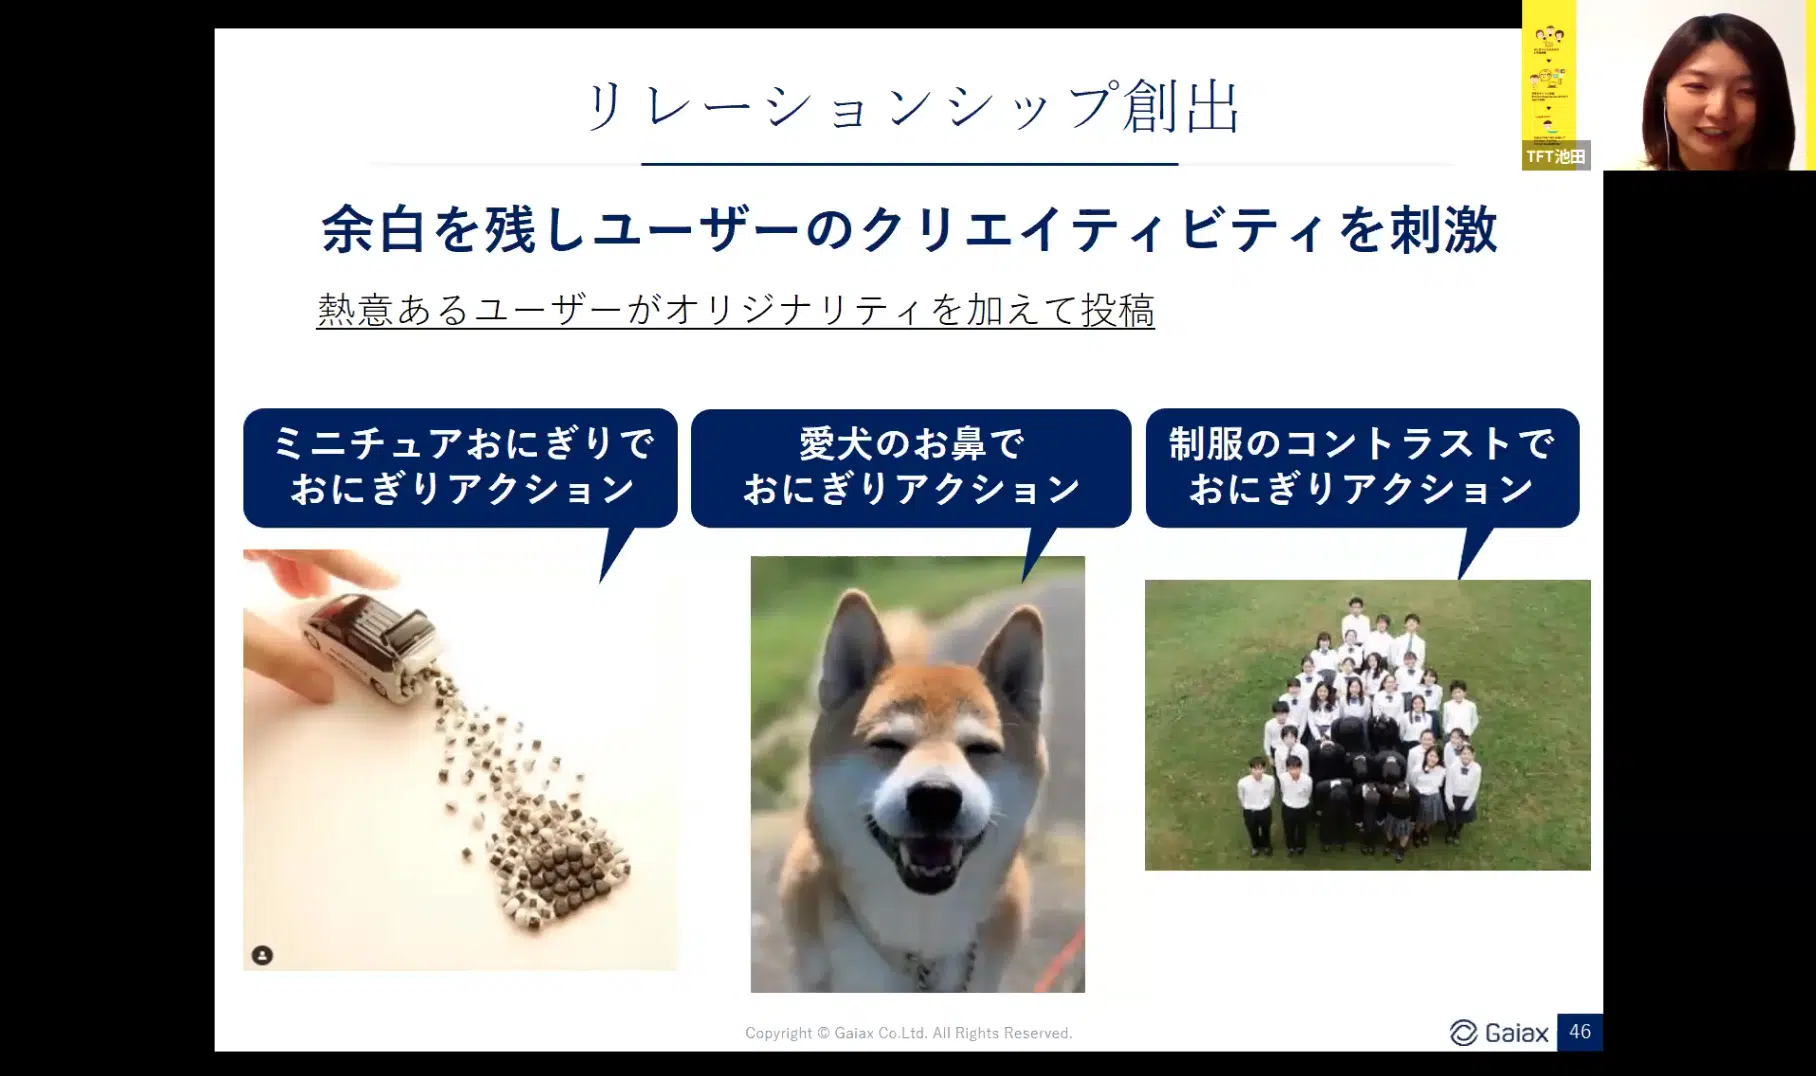 リレーションシップ創出
余白を残しユーザーのクリエイティビティを刺激
熱意あるユーザーがオリジナリティを加えて投稿
ミニチュアおにぎりで
おにぎりアクション
愛犬のお鼻で
おにぎりアクション
制服のコントラストで
おにぎりアクション
TFT池田
Copyright © Gaiax Co.Ltd. All Rights Reserved.
Gaiax
46